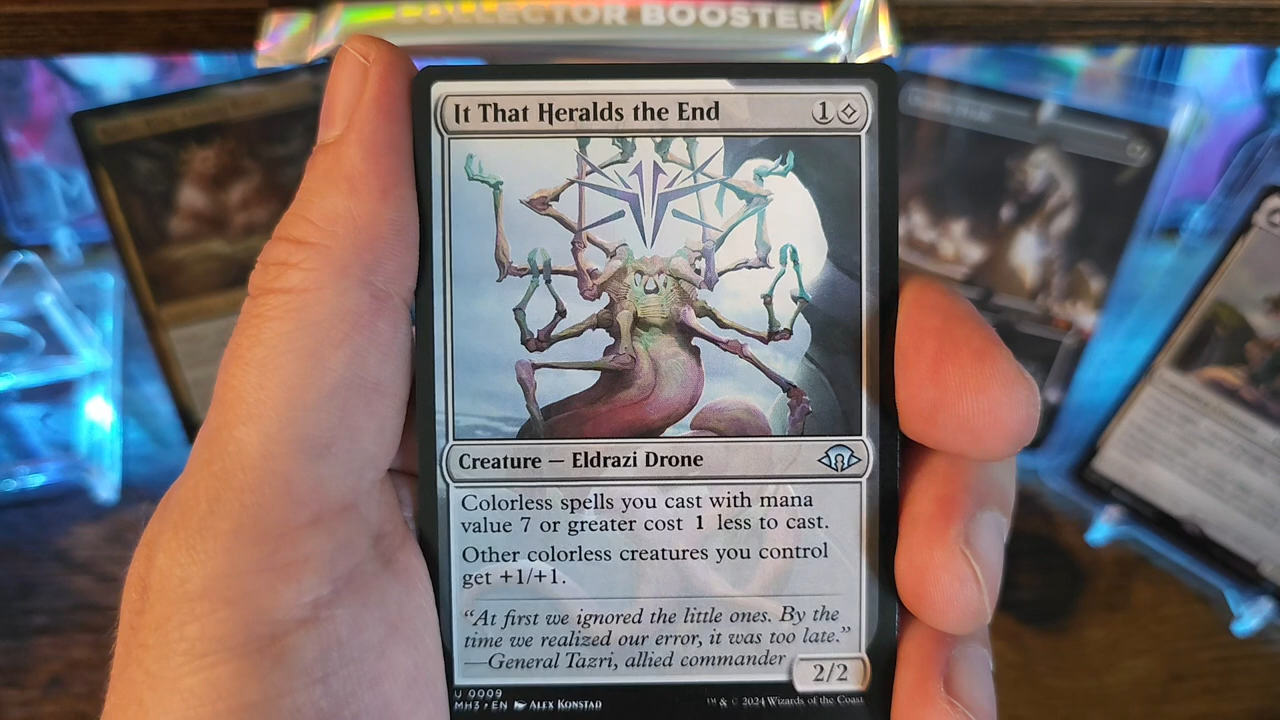 COLLECTOR BOOSTER
It That Heralds the End 1
Creature — Eldrazi Drone
Colorless spells you cast with mana
value 7 or greater cost 1 less to cast.
Other colorless creatures you control
get +1/+1.
“At first we ignored the little ones. By the
time we realized our error, it was too late.”
—General Tazri, allied commander
2/2
U 0009
MH3 • EN ALEX KONSTAD
™ & © 2024 Wizards of the Coast